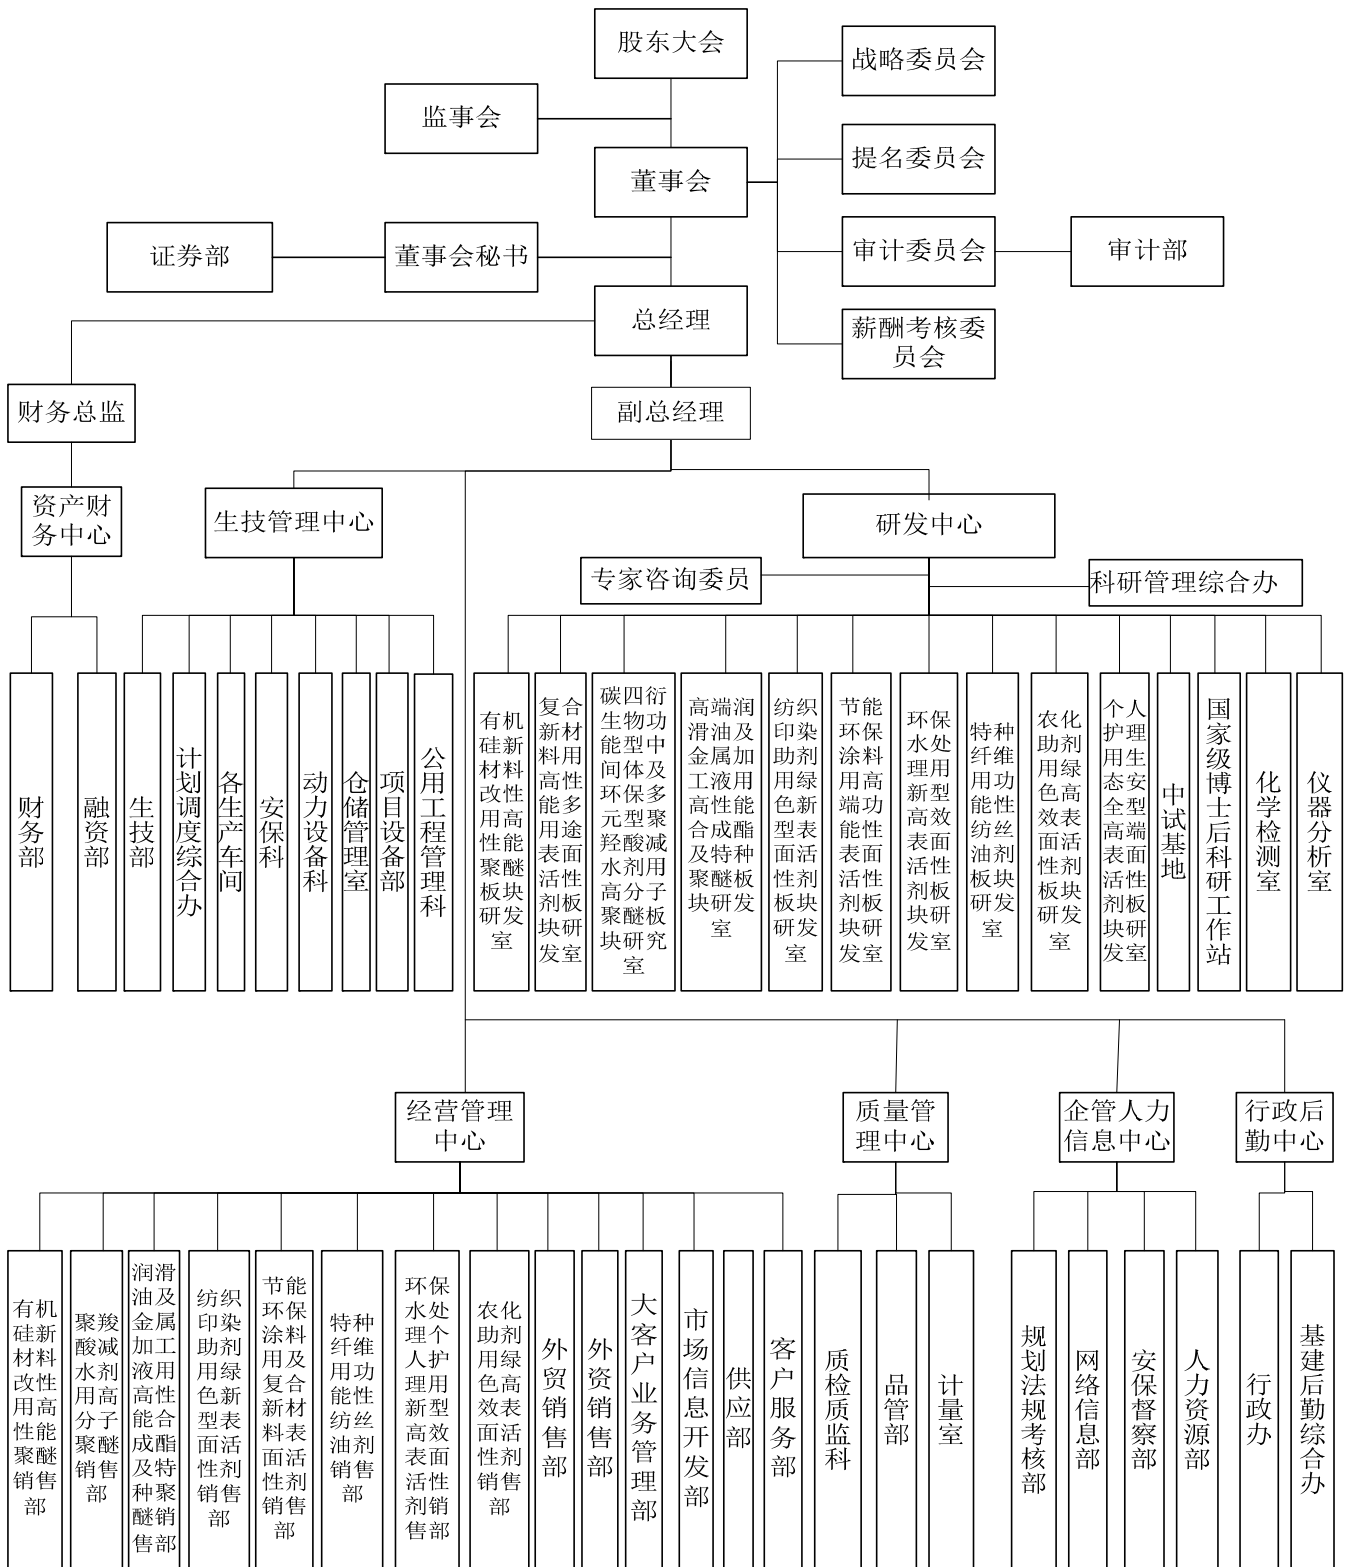 股东大会
战略委员会
监事会
提名委员会
董事会
证券部
董事会秘书
审计委员会
审计部
总经理
薪酬考核委
员会
财务总监
副总经理
资产财
务中心
生技管理中心
研发中心
专家咨询委员
科研管理综合办
财务部
融资部
生技部
计划调度综合办
各生产车间
安保科
动力设备科
仓储管理室
项目设备部
公用工程管理科
有机硅新材料改性用高性能聚醚板块研发室
复合新材料用高性能多用途表面活性剂板块研发室
碳四衍生物功能型中间体及环保多元型聚羟酸减水剂用高分子聚醚板块研究室
高端润滑油及金属加工液用高性能合成酯及特种聚醚板块研发室
纺织印染助剂用绿色新型表面活性剂板块研发室
节能环保涂料用高端功能性表面活性剂板块研发室
环保水处理用新型高效表面活性剂板块研发室
特种纤维用功能性纺丝油剂板块研发室
农化助剂用绿色高效表面活性剂板块研发室
个人护理用生态安全型高端表面活性剂板块研发室
中试基地
国家级博士后科研工作站
化学检测室
仪器分析室
经营管理
中心
质量管
理中心
企管人力
信息中心
行政后
勤中心
有机硅新材料改性用高性能聚醚销售部
聚羧酸减水剂用高分子聚醚销售部
润滑油及金属加工液用高性能合成酯及特种聚醚销售部
纺织印染助剂用绿色新型表面活性剂销售部
节能环保涂料用及复合新材料表面活性剂销售部
特种纤维用功能性纺丝油剂销售部
环保水处理个人护理用新型高效表面活性剂销售部
农化助剂用绿色高效表面活性剂销售部
外贸销售部
外资销售部
大客户业务管理部
市场信息开发部
供应部
客户服务部
质检质监科
品管部
计量室
规划法规考核部
网络信息部
安保督察部
人力资源部
行政办
基建后勤综合办